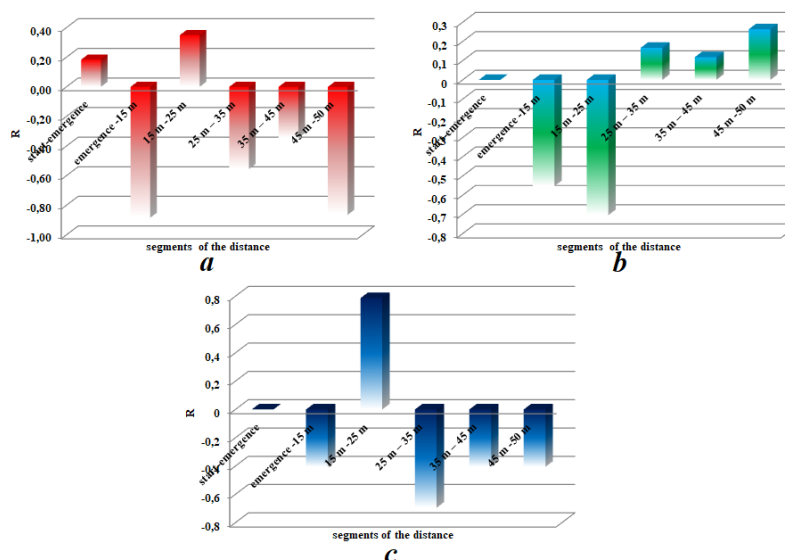 0,40
0,20
0,00
-0,20
-0,40
-0,60
-0,80
-1,00
R
start-emergence
emergence -15 m
15 m -25 m
25 m – 35 m
35 m – 45 m
45 m -50 m
segments of the distance
a
0,3
0,2
0,1
0
-0,1
-0,2
-0,3
-0,4
-0,5
-0,6
-0,7
-0,8
R
start-emergence
emergence -15 m
15 m -25 m
25 m – 35 m
35 m – 45 m
45 m -50 m
segments of the distance
b
0,8
0,6
0,4
0,2
0
-0,2
-0,4
-0,6
-0,8
R
start-emergence
emergence -15 m
15 m -25 m
25 m – 35 m
35 m – 45 m
45 m -50 m
segments of the distance
c